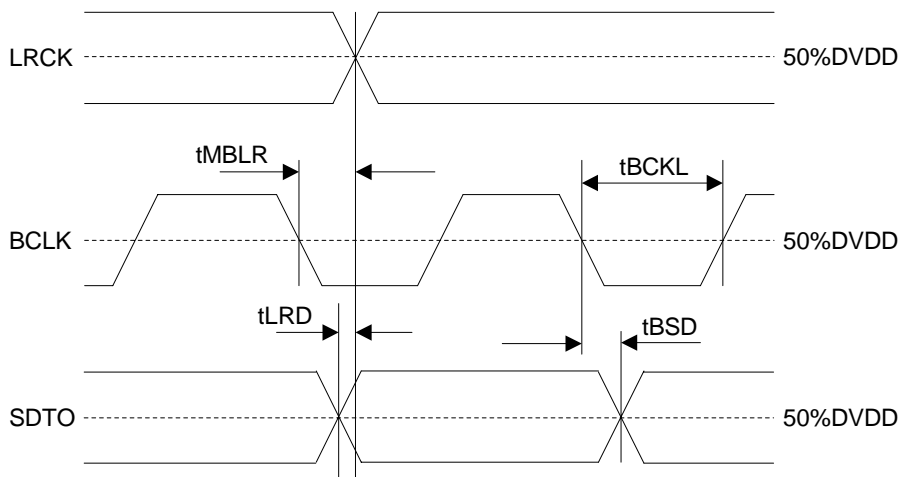 LRCK 50%DVDD
tMBLR tBCKL
BCLK 50%DVDD
tLRD tBSD
SDTO 50%DVDD